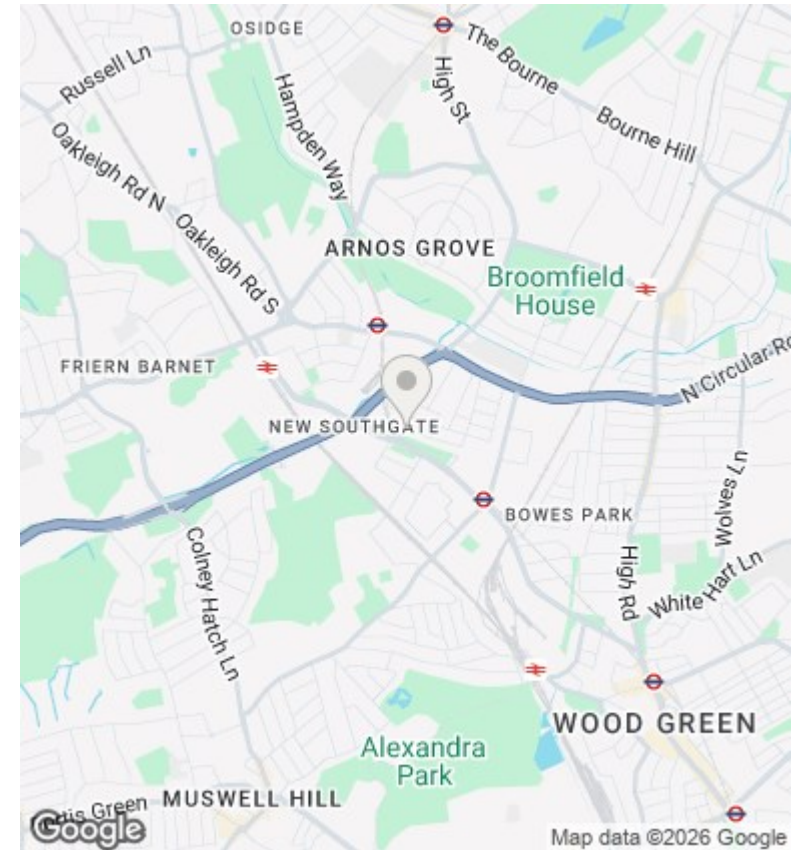 OSIDGE
The Bourne
Russell Ln
High St
Hampden Way
Bourne Hill
Oakleigh Rd N
Oakleigh Rd S
ARNOS GROVE
Broomfield
House
FRIERN BARNET
N Circular Rd
NEW SOUTHGATE
Wolves Ln
BOWES PARK
Colney Hatch Ln
High Rd
White Hart Ln
WOOD GREEN
Alexandra
Park
Green
MUSWELL HILL
Google
Map data ©2026 Google